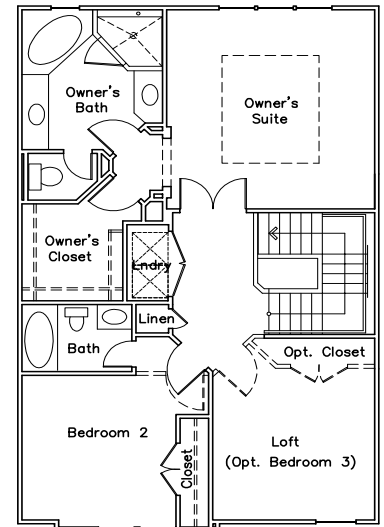 Owner's
Bath
Owner's
Suite
Owner's
Closet
Lndry
Linen
Bath
Opt. Closet
Bedroom 2
Loft
(Opt. Bedroom 3)
Closet